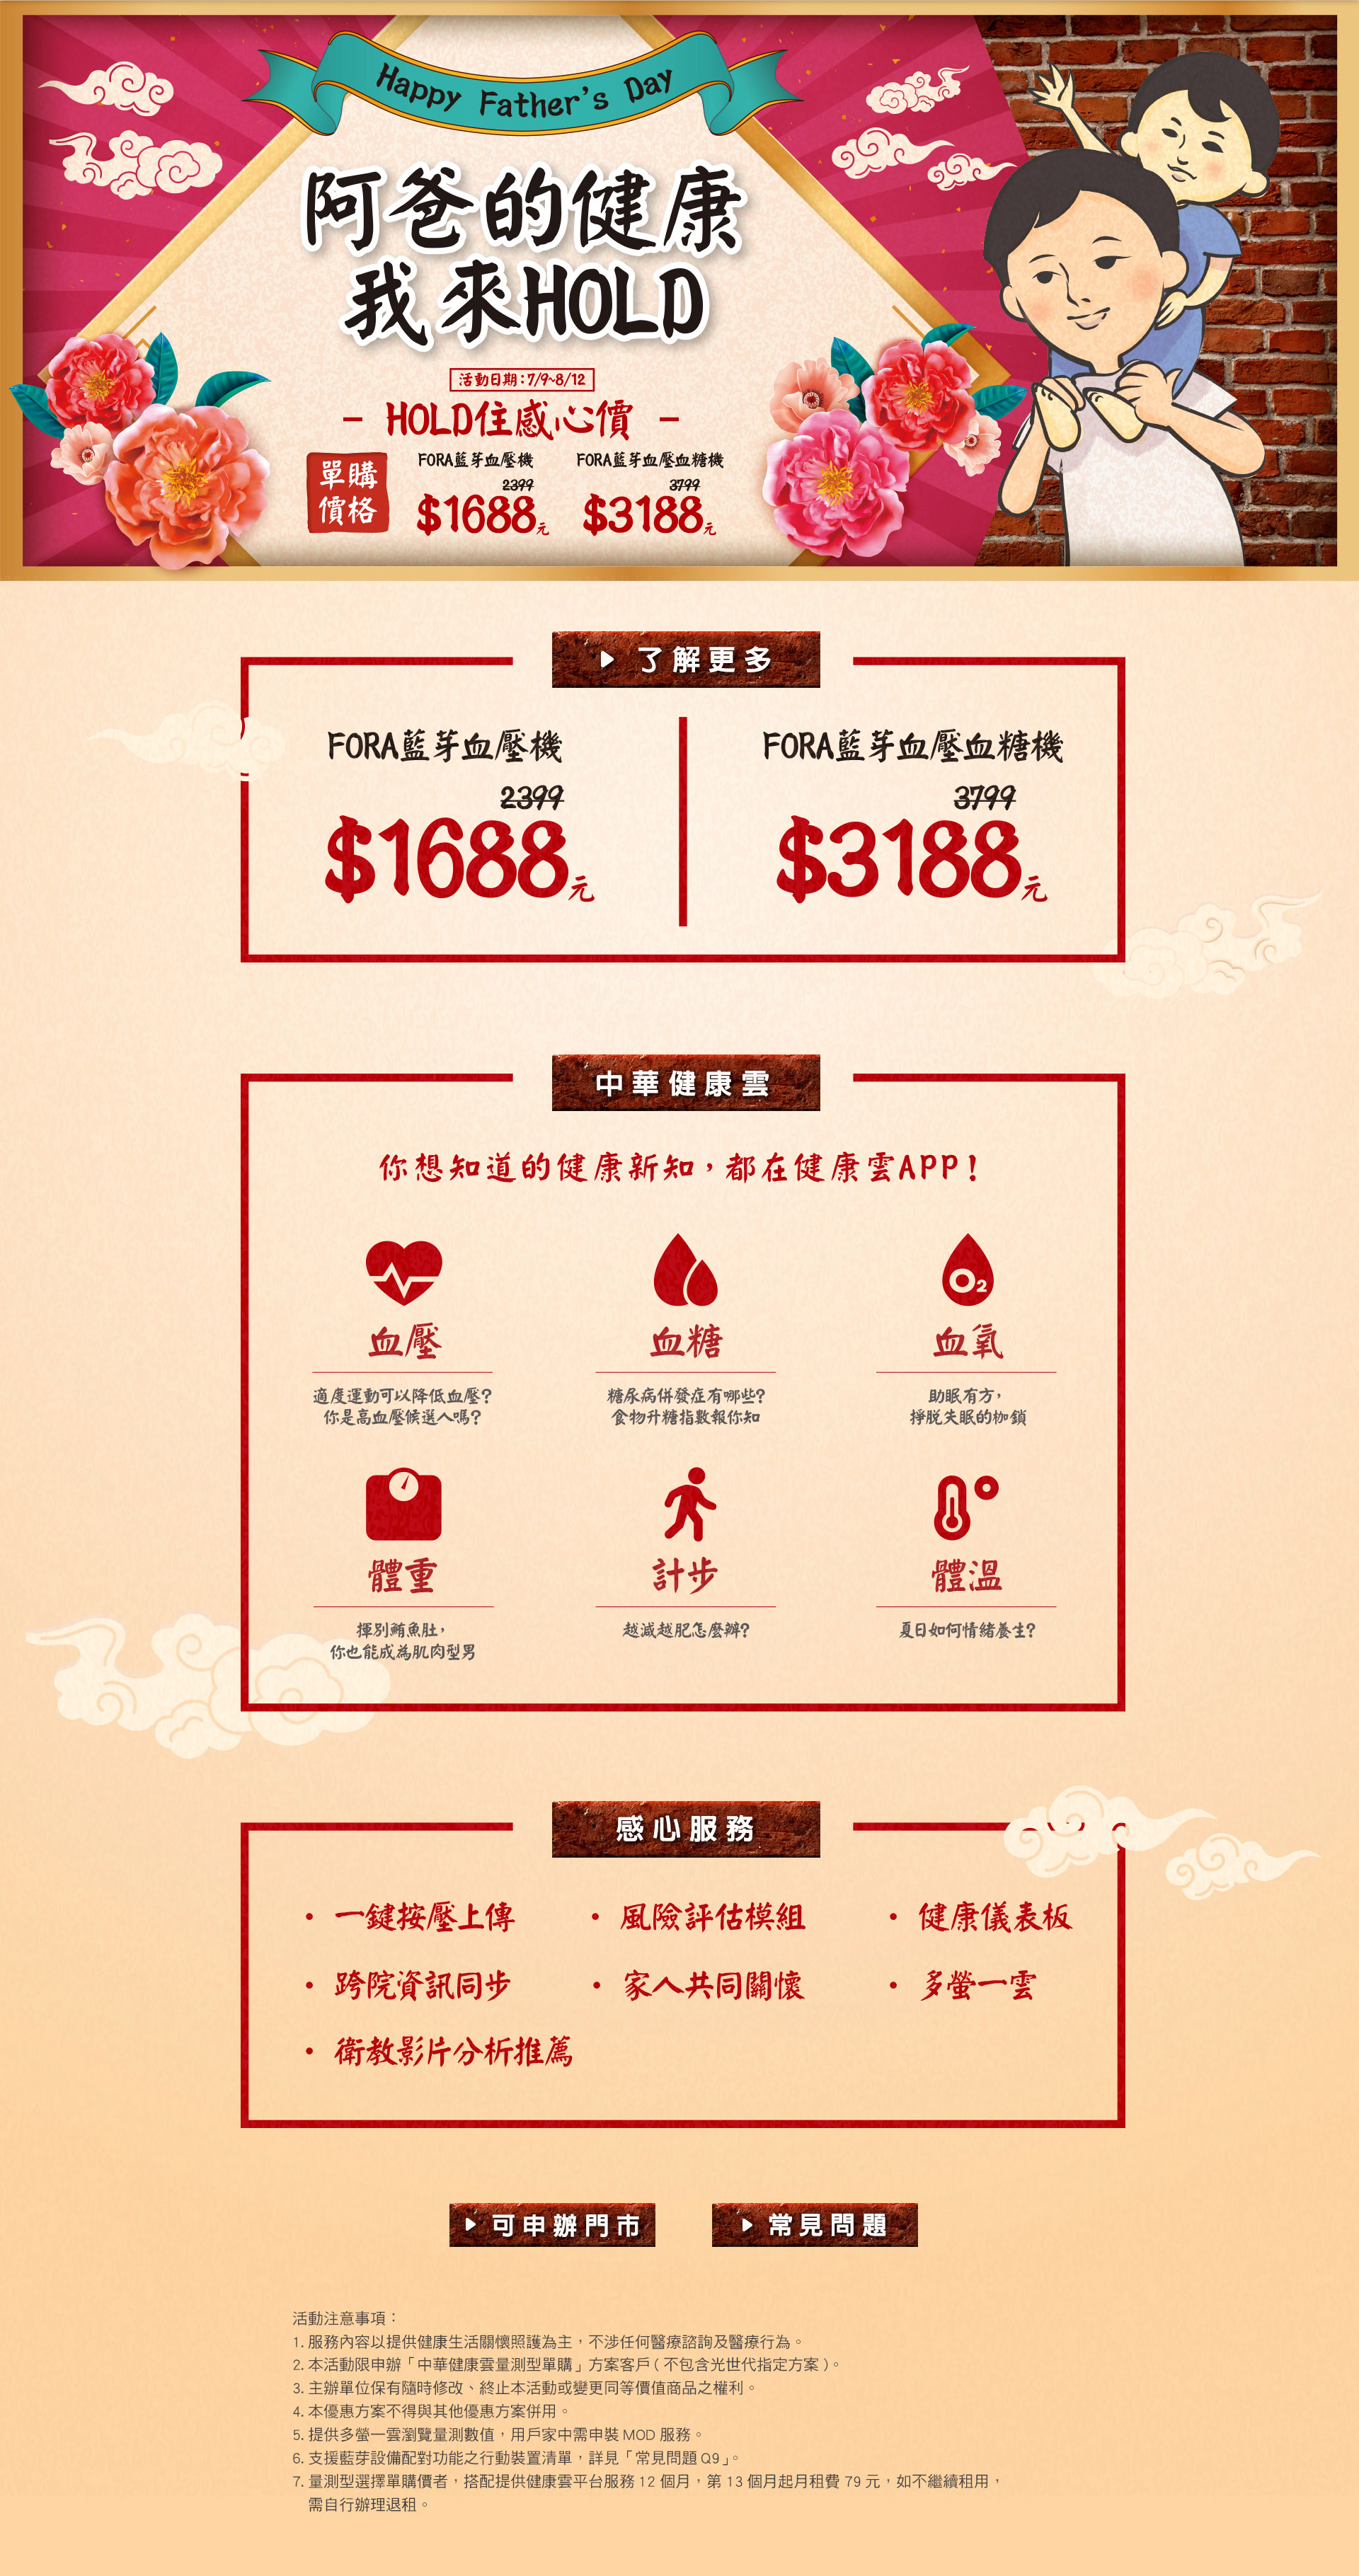 Happy Father's Day
阿爸的健康
我來HOLD
活動日期:7/9~8/12
– HOLD住感心價 –
單購
價格
FORA藍芽血壓機
2399
$1688元
FORA藍芽血壓血糖機
3799
$3188元
了解更多
FORA藍芽血壓機
2399
$1688元
FORA藍芽血壓血糖機
3799
$3188元
中華健康雲
你想知道的健康新知,都在健康雲APP!
O2
血壓
適度運動可以降低血壓?
你是高血壓候選人嗎?
血糖
糖尿病併發症有哪些?
食物升糖指數報你知
血氧
助眠有方,
掙脫失眠的枷鎖
體重
揮別鮪魚肚,
你也能成為肌肉型男
計步
越減越肥怎麼辦?
體溫
夏日如何情緒養生?
感心服務
• 一鍵按壓上傳
• 風險評估模組
• 健康儀表板
• 跨院資訊同步
• 家人共同關懷
• 多螢一雲
• 衛教影片分析推薦
可申辦門市
常見問題
活動注意事項:
1. 服務內容以提供健康生活關懷照護為主,不涉任何醫療諮詢及醫療行為。
2. 本活動限申辦「中華健康雲量測型單購」方案客戶(不包含光世代指定方案)。
3. 主辦單位保有隨時修改、終止本活動或變更同等價值商品之權利。
4. 本優惠方案不得與其他優惠方案併用。
5. 提供多螢一雲瀏覽量測數值,用戶家中需申裝 MOD 服務。
6. 支援藍芽設備配對功能之行動裝置清單,詳見「常見問題 Q9」。
7. 量測型選擇單購價者,搭配提供健康雲平台服務 12 個月,第 13 個月起月租費 79 元,如不繼續租用,
需自行辦理退租。